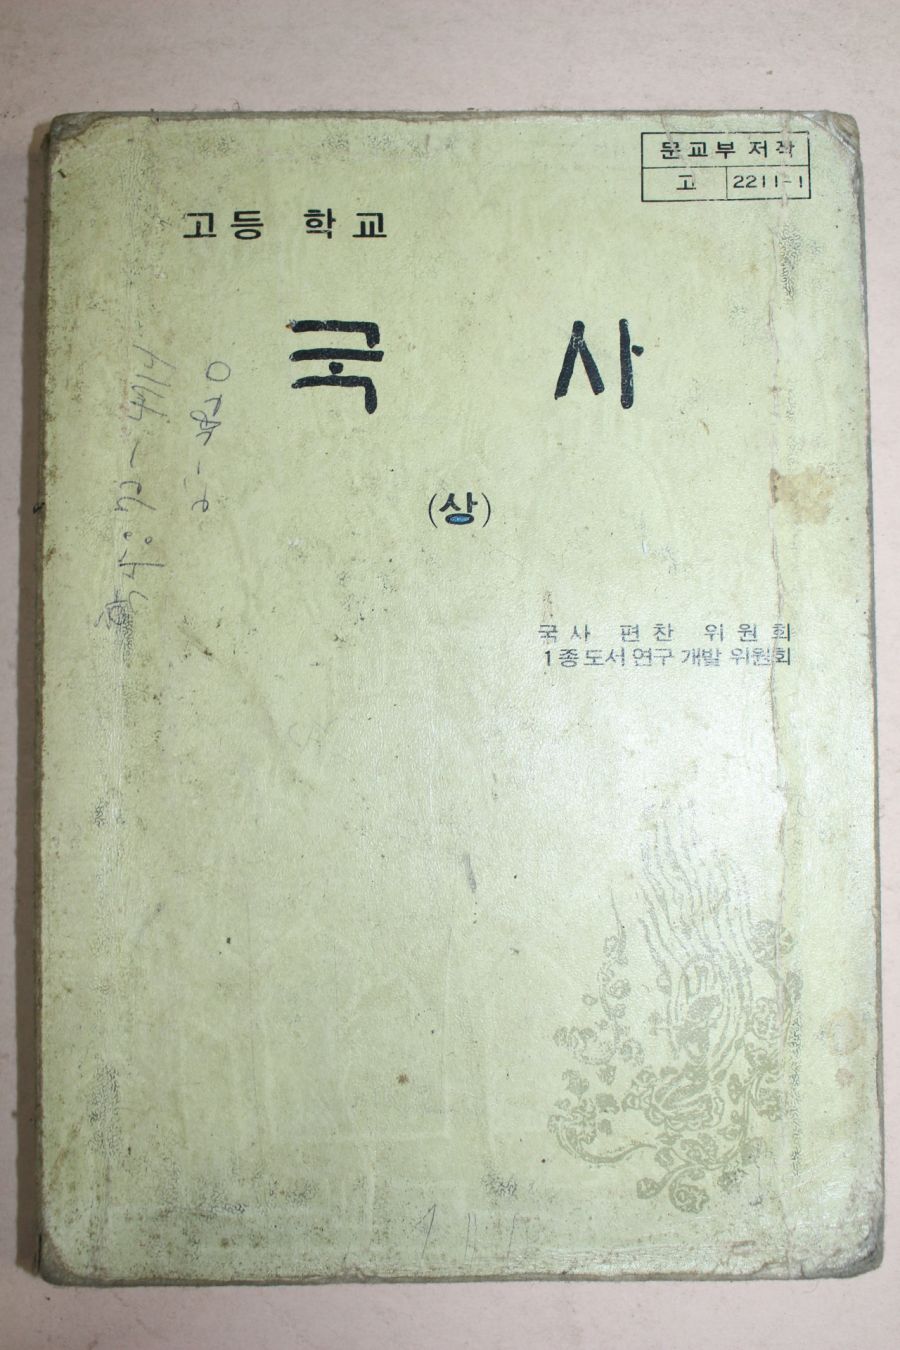 문교부 저작
고 2211-1
고등 학교
국 사
(상)
국사 편찬 위원회
1종도서연구개발위원회